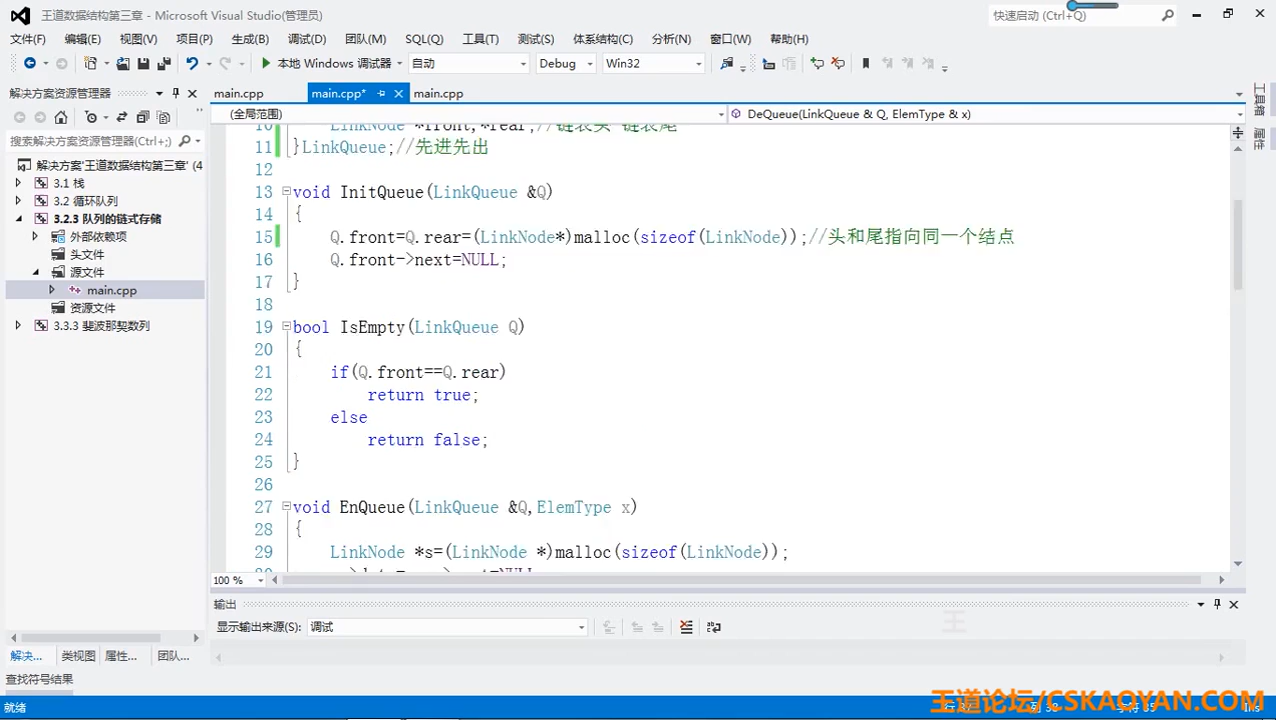 王道数据结构第三章 - Microsoft Visual Studio(管理员)
快速启动 (Ctrl+Q)
文件(F) 编辑(E) 视图(V) 项目(P) 生成(B) 调试(D) 团队(M) SQL(Q) 工具(T) 测试(S) 体系结构(C) 分析(N) 窗口(W) 帮助(H)
本地 Windows 调试器 自动 Debug Win32
解决方案资源管理器
main.cpp main.cpp* main.cpp
(全局范围) DeQueue(LinkQueue & Q, ElemType & x)
搜索解决方案资源管理器(Ctrl+;)
解决方案'王道数据结构第三章' (4
3.1 栈
3.2 循环队列
3.2.3 队列的链式存储
外部依赖项
头文件
源文件
main.cpp
资源文件
3.3.3 斐波那契数列
10 LinkNode *front,*rear;//链表头 链表尾
11 }LinkQueue;//先进先出
12
13 void InitQueue(LinkQueue &Q)
14 {
15 Q.front=Q.rear=(LinkNode*)malloc(sizeof(LinkNode));//头和尾指向同一个结点
16 Q.front->next=NULL;
17 }
18
19 bool IsEmpty(LinkQueue Q)
20 {
21 if(Q.front==Q.rear)
22 return true;
23 else
24 return false;
25 }
26
27 void EnQueue(LinkQueue &Q,ElemType x)
28 {
29 LinkNode *s=(LinkNode *)malloc(sizeof(LinkNode));
100 %
工具箱
属性
输出
显示输出来源(S): 调试
王
解决... 类视图 属性... 团队...
查找符号结果
就绪
王道论坛/CSKAOYAN.COM
Ins